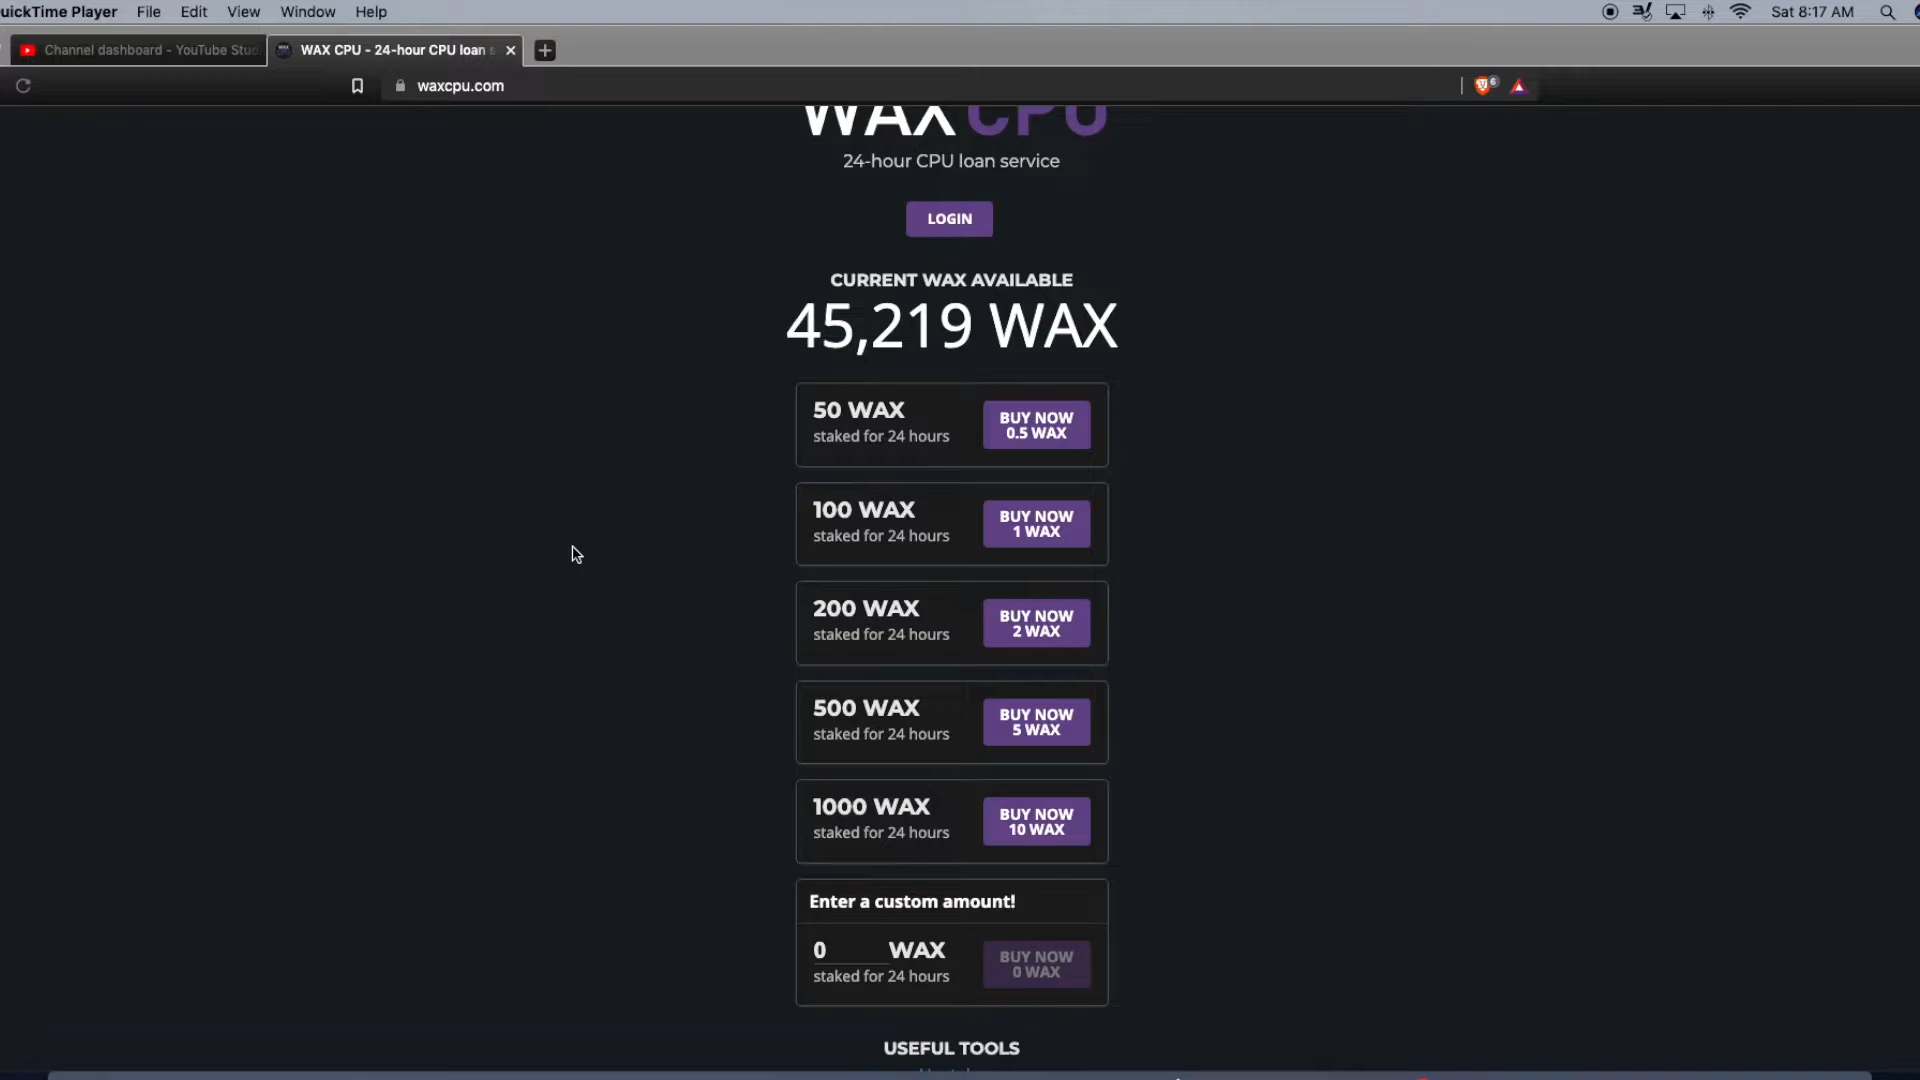 uickTime Player File Edit View Window Help Sat 8:17 AM
Channel dashboard - YouTube Stu
WAX CPU - 24-hour CPU loan s
waxcpu.com
6
WAX CPU
24-hour CPU loan service
LOGIN
CURRENT WAX AVAILABLE
45,219 WAX
50 WAX
staked for 24 hours
BUY NOW
0.5 WAX
100 WAX
staked for 24 hours
BUY NOW
1 WAX
200 WAX
staked for 24 hours
BUY NOW
2 WAX
500 WAX
staked for 24 hours
BUY NOW
5 WAX
1000 WAX
staked for 24 hours
BUY NOW
10 WAX
Enter a custom amount!
0 WAX
staked for 24 hours
BUY NOW
0 WAX
USEFUL TOOLS